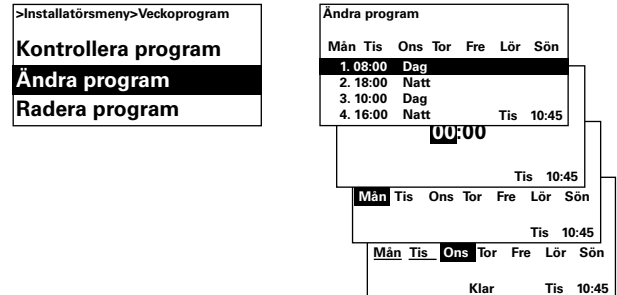 >Installatörsmeny>Veckoprogram
Kontrollera program
Ändra program
Radera program
Ändra program
Mån Tis Ons Tor Fre Lör Sön
1. 08:00 Dag
2. 18:00 Natt
3. 10:00 Dag
4. 16:00 Natt Tis 10:45
00:00
Tis 10:45
Mån Tis Ons Tor Fre Lör Sön
Tis 10:45
Mån Tis Ons Tor Fre Lör Sön
Klar Tis 10:45